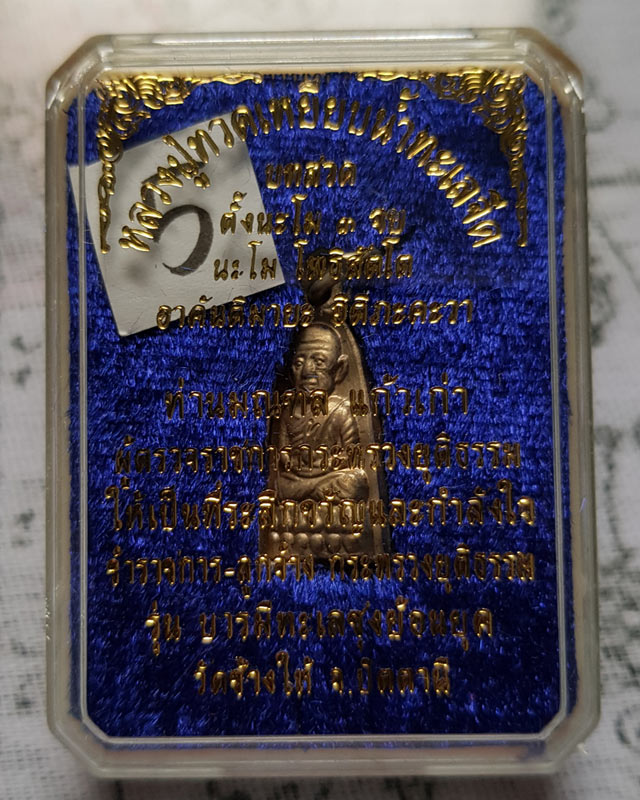 หลวงปู่ทวดเหยียบน้ำทะเลจืด
บทสวด
ตั้งนะโม ๓ จบ
นะโม โพธิสัตโต
อาคันติมายะ อิติภะคะวา
ท่านมณฑล แก้วเก่า
ผู้ตรวจราชการกระทรวงยุติธรรม
ให้เป็นที่ระลึกขวัญและกำลังใจ
ข้าราชการ-ลูกจ้าง กระทรวงยุติธรรม
รุ่น บารมีทะเลซุงย้อนยุค
วัดช้างให้ จ.ปัตตานี